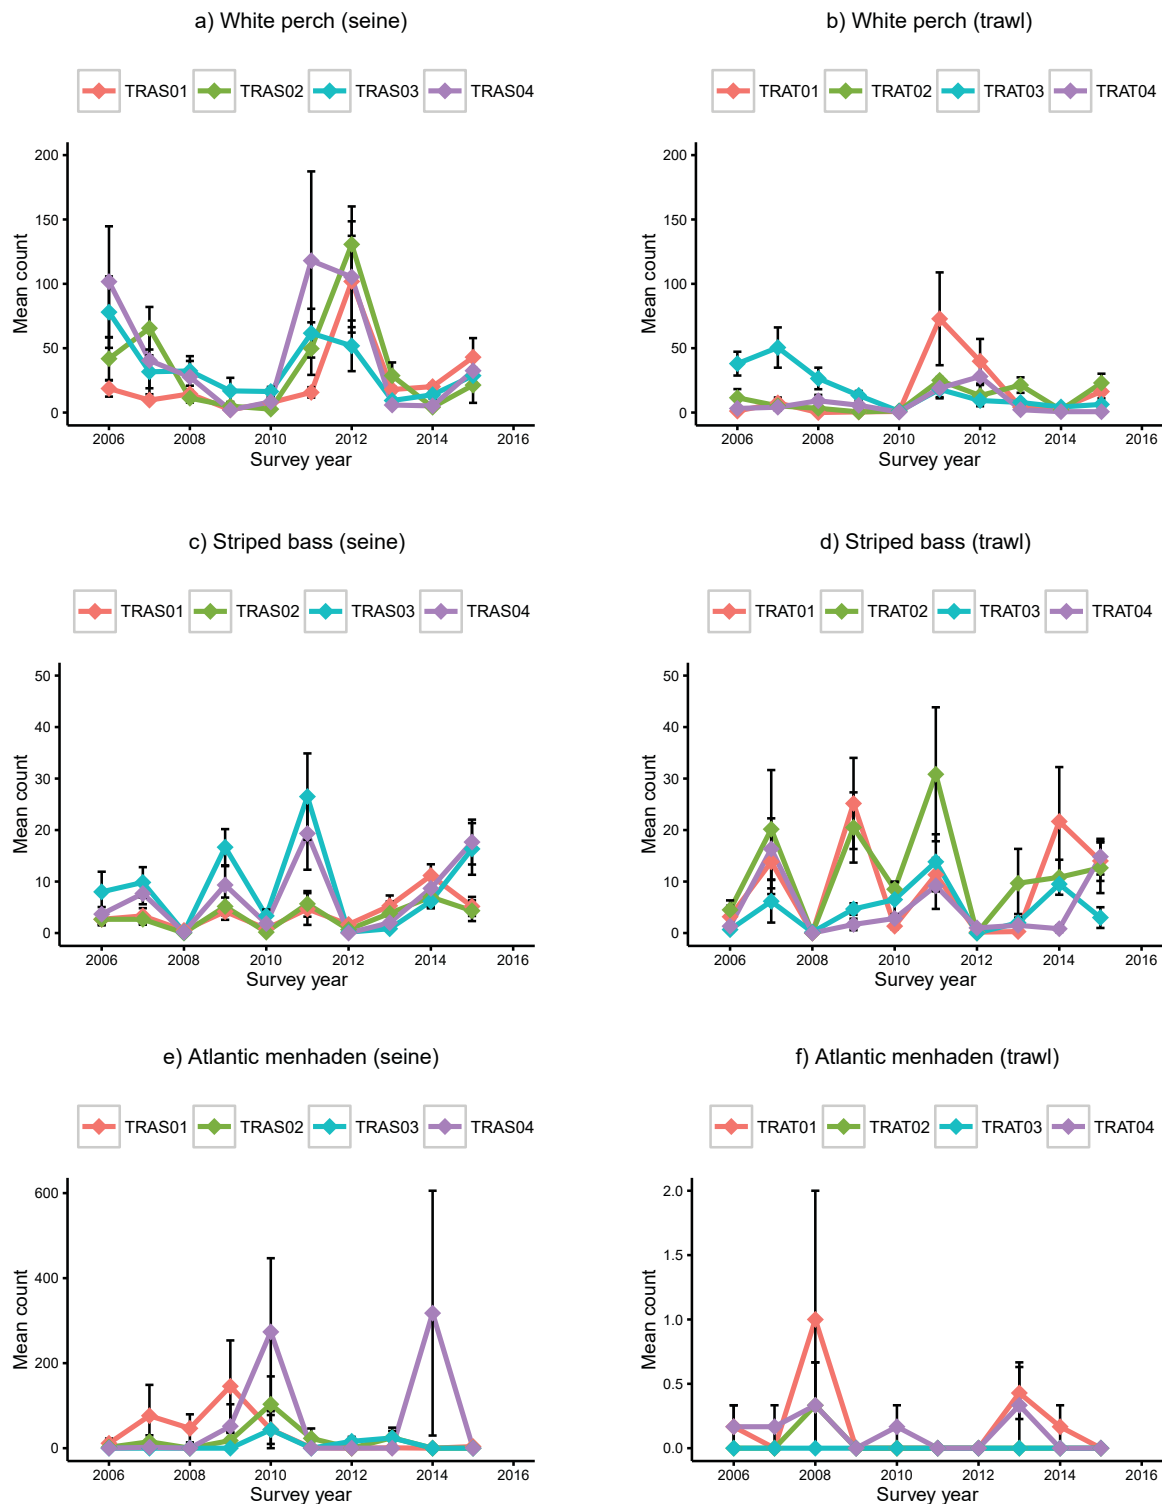 a) White perch (seine)
TRAS01 TRAS02 TRAS03 TRAS04
200
150
100
50
0
Mean count
2006 2008 2010 2012 2014 2016
Survey year
b) White perch (trawl)
TRAT01 TRAT02 TRAT03 TRAT04
200
150
100
50
0
Mean count
2006 2008 2010 2012 2014 2016
Survey year
c) Striped bass (seine)
TRAS01 TRAS02 TRAS03 TRAS04
50
40
30
20
10
0
Mean count
2006 2008 2010 2012 2014 2016
Survey year
d) Striped bass (trawl)
TRAT01 TRAT02 TRAT03 TRAT04
50
40
30
20
10
0
Mean count
2006 2008 2010 2012 2014 2016
Survey year
e) Atlantic menhaden (seine)
TRAS01 TRAS02 TRAS03 TRAS04
600
400
200
0
Mean count
2006 2008 2010 2012 2014 2016
Survey year
f) Atlantic menhaden (trawl)
TRAT01 TRAT02 TRAT03 TRAT04
2.0
1.5
1.0
0.5
0.0
Mean count
2006 2008 2010 2012 2014 2016
Survey year